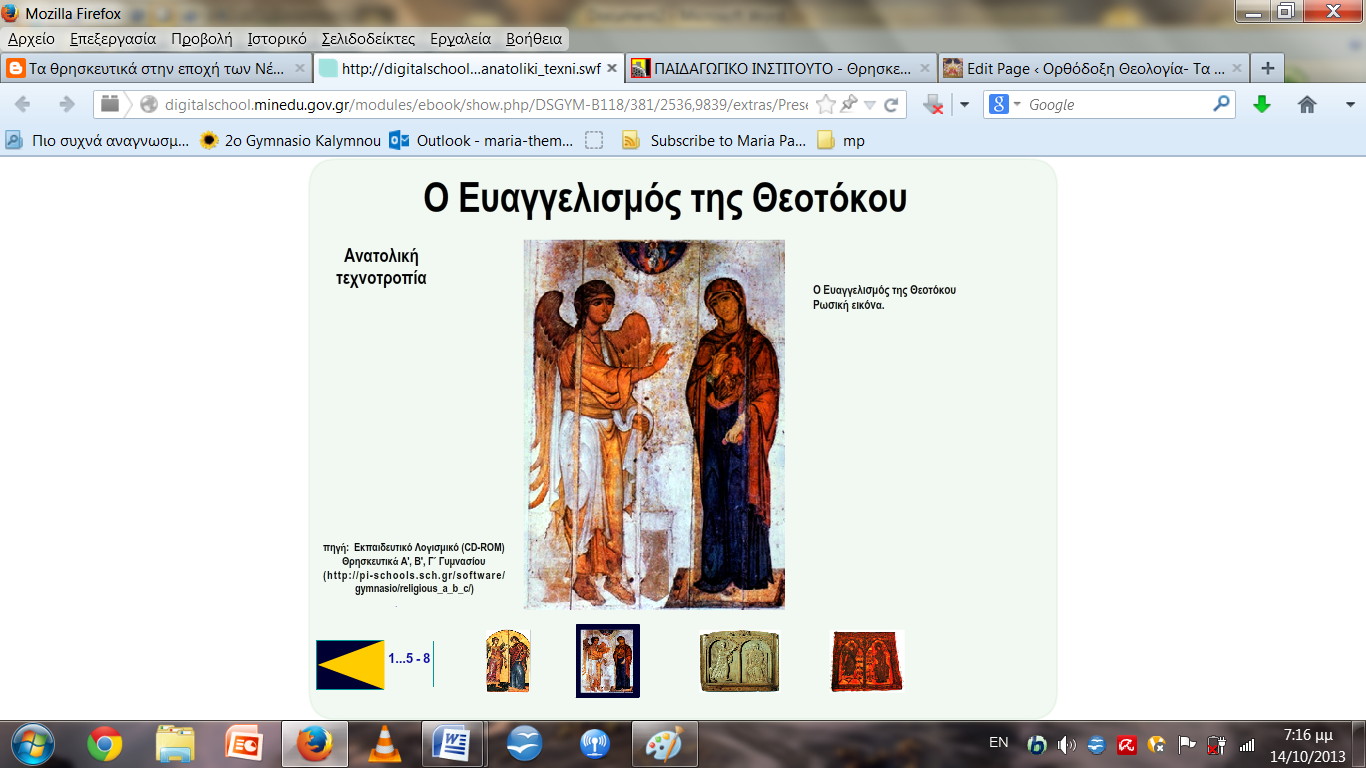 Mozilla Firefox
Αρχείο Επεξεργασία Προβολή Ιστορικό Σελιδοδείκτες Εργαλεία Βοήθεια
Τα θρησκευτικά στην εποχή των Νέ... http://digitalschool...anatoliki_texni.swf ΠΑΙΔΑΓΩΓΙΚΟ ΙΝΣΤΙΤΟΥΤΟ - Θρησκε... Edit Page ‹ Ορθόδοξη Θεολογία- Τα ...
digitalschool.minedu.gov.gr/modules/ebook/show.php/DSGYM-B118/381/2536,9839/extras/Prese Google
Πιο συχνά αναγνωσμ... 2o Gymnasio Kalymnou Outlook - maria-them... Subscribe to Maria Pa... mp
Ο Ευαγγελισμός της Θεοτόκου
Ανατολική
τεχνοτροπία
Ο Ευαγγελισμός της Θεοτόκου
Ρωσική εικόνα.
πηγή: Εκπαιδευτικό Λογισμικό (CD-ROM)
Θρησκευτικά Α', Β', Γ΄ Γυμνασίου
(http://pi-schools.sch.gr/software/
gymnasio/religious_a_b_c/)
1...5 - 8
EN
7:16 μμ
14/10/2013